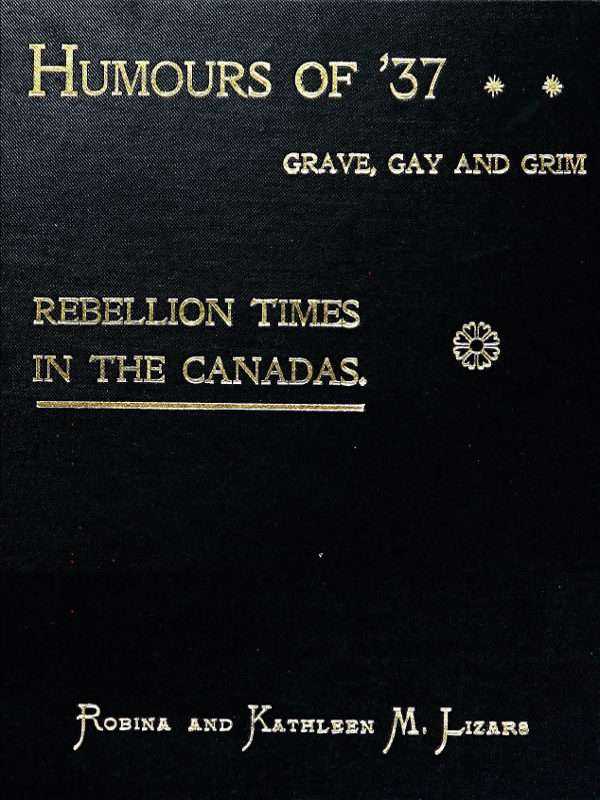 HUMOURS OF '37
GRAVE, GAY AND GRIM
REBELLION TIMES
IN THE CANADAS.
ROBINA AND KATHLEEN M. LIZARS